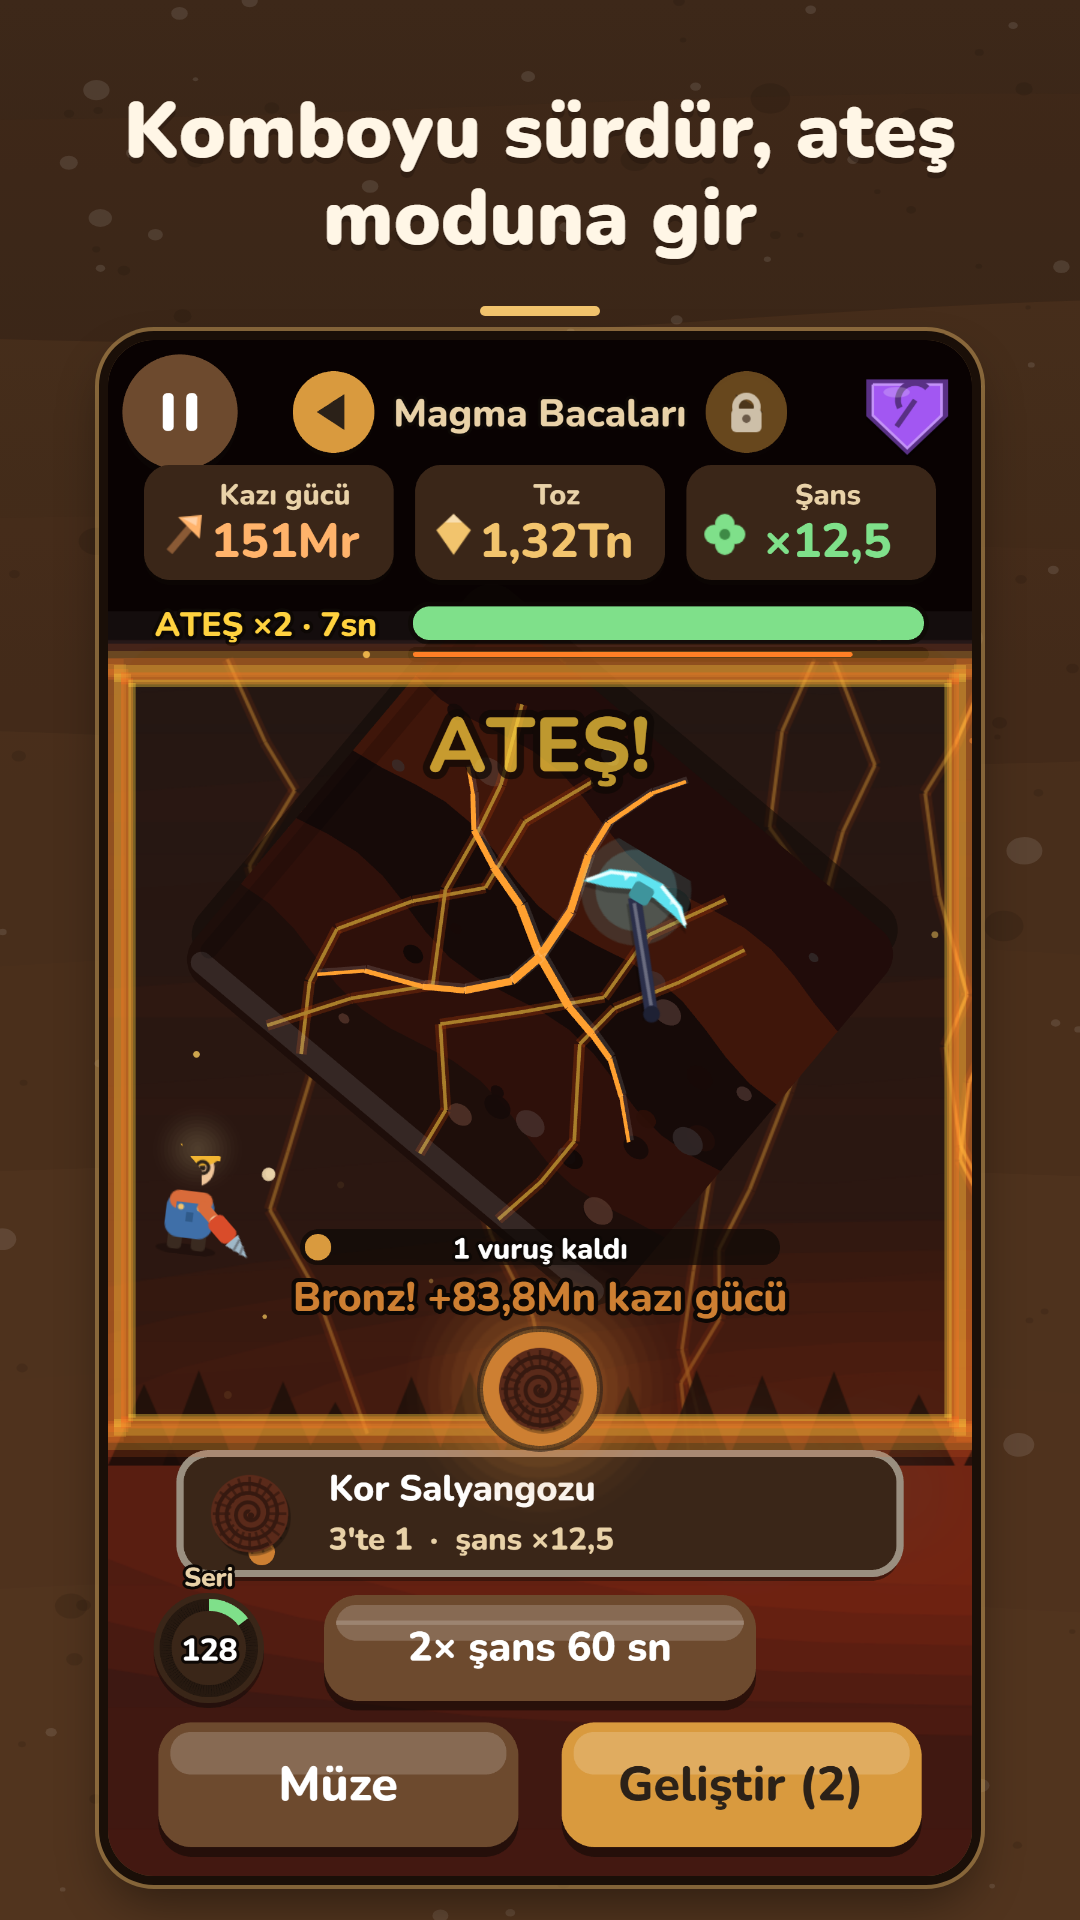 Komboyu sürdür, ateş
moduna gir
Magma Bacaları
Kazı gücü
151Mr
Toz
1,32Tn
Şans
×12,5
ATEŞ ×2 · 7sn
ATEŞ!
1 vuruş kaldı
Bronz! +83,8Mn kazı gücü
Kor Salyangozu
3'te 1 · şans ×12,5
Seri
128
2× şans 60 sn
Müze
Geliştir (2)